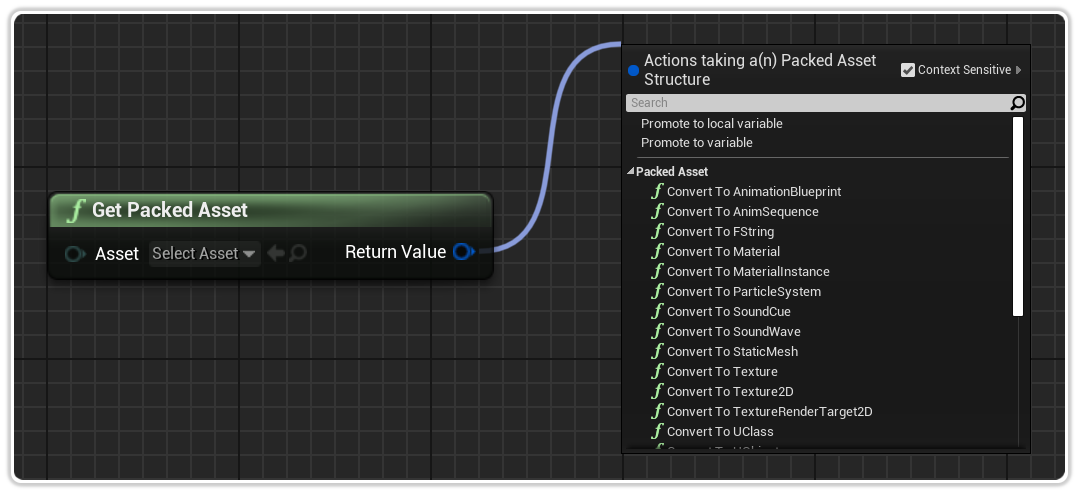 Get Packed Asset
Asset Select Asset
Return Value
Actions taking a(n) Packed Asset
Structure
Context Sensitive
Search
Promote to local variable
Promote to variable
Packed Asset
f Convert To AnimationBlueprint
f Convert To AnimSequence
f Convert To FString
f Convert To Material
f Convert To MaterialInstance
f Convert To ParticleSystem
f Convert To SoundCue
f Convert To SoundWave
f Convert To StaticMesh
f Convert To Texture
f Convert To Texture2D
f Convert To TextureRenderTarget2D
f Convert To UClass